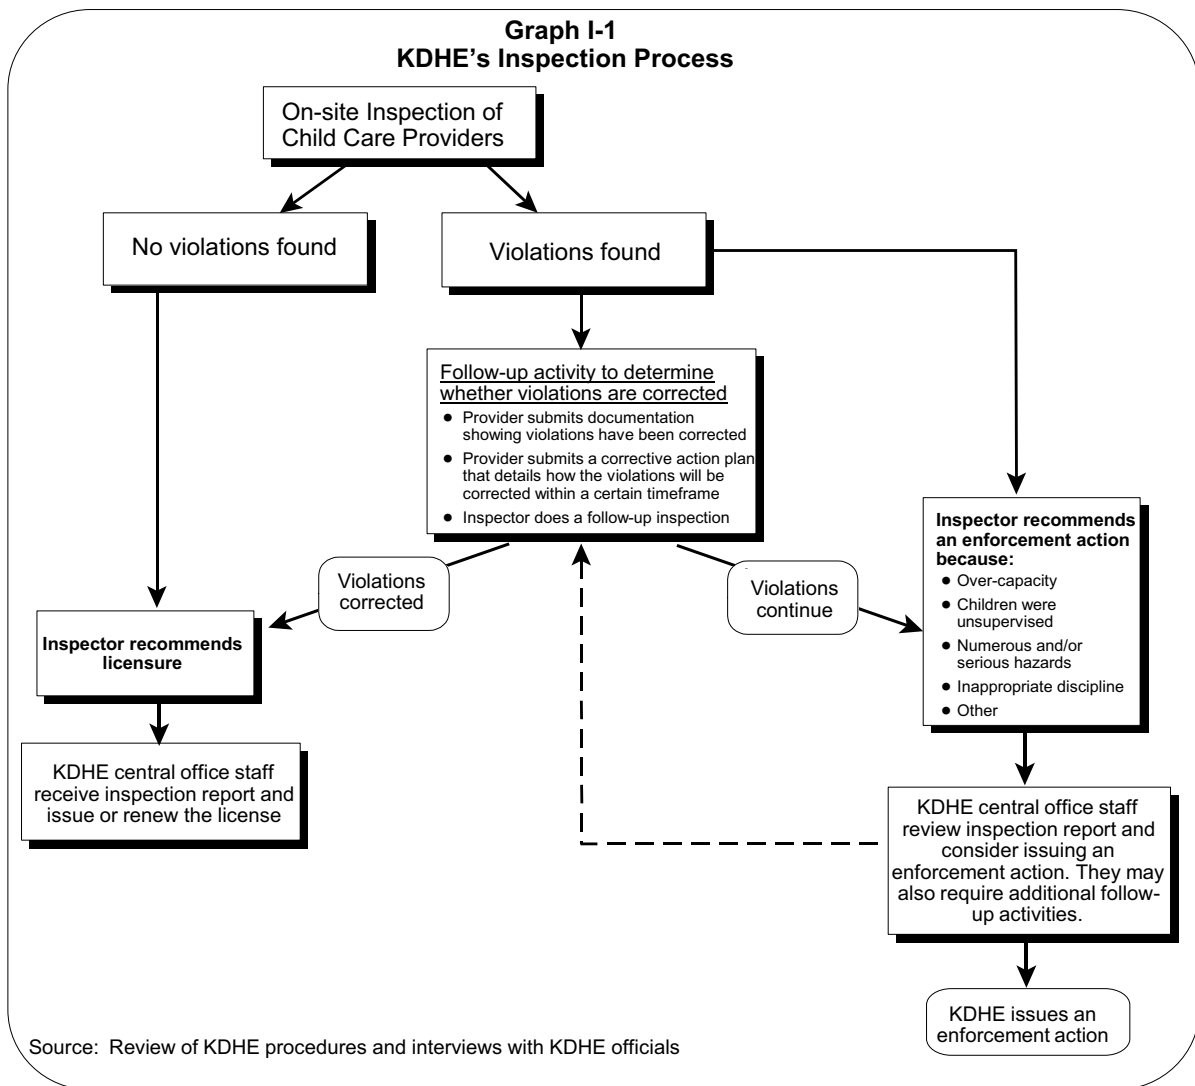 Graph I-1
KDHE’s Inspection Process
On-site Inspection of
Child Care Providers
No violations found
Violations found
Follow-up activity to determine
whether violations are corrected
● Provider submits documentation
showing violations have been corrected
● Provider submits a corrective action plan
that details how the violations will be
corrected within a certain timeframe
● Inspector does a follow-up inspection
Violations
corrected
Violations
continue
Inspector recommends
an enforcement action
because:
● Over-capacity
● Children were
unsupervised
● Numerous and/or
serious hazards
● Inappropriate discipline
● Other
Inspector recommends
licensure
KDHE central office staff
receive inspection report and
issue or renew the license
KDHE central office staff
review inspection report and
consider issuing an
enforcement action. They may
also require additional follow-
up activities.
KDHE issues an
enforcement action
Source: Review of KDHE procedures and interviews with KDHE officials